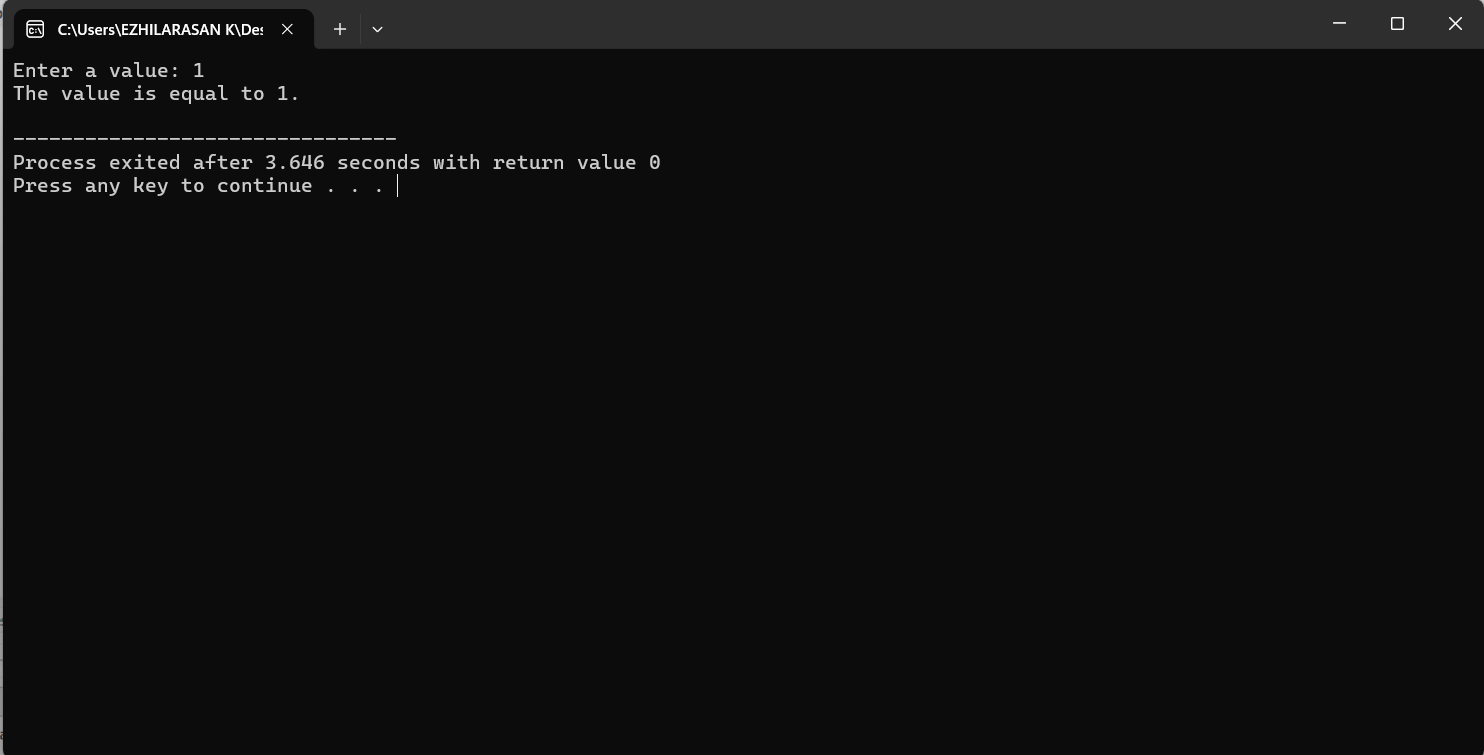 C:\Users\EZHILARASAN K\Des
Enter a value: 1
The value is equal to 1.
--------------------------------
Process exited after 3.646 seconds with return value 0
Press any key to continue . . .